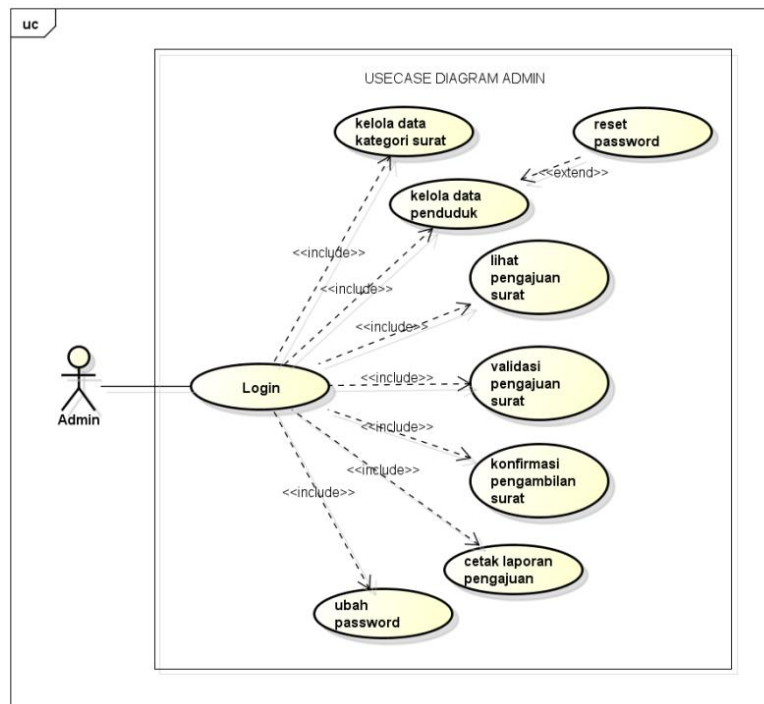 uc
USECASE DIAGRAM ADMIN
kelola data
kategori surat
reset
password
<<extend>>
kelola data
penduduk
<<include>>
lihat
pengajuan
surat
<<include>>
<<include>>
validasi
pengajuan
surat
<<include>>
Login
Admin
<<include>>
konfirmasi
pengambilan
surat
<<include>>
<<include>>
cetak laporan
pengajuan
ubah
password